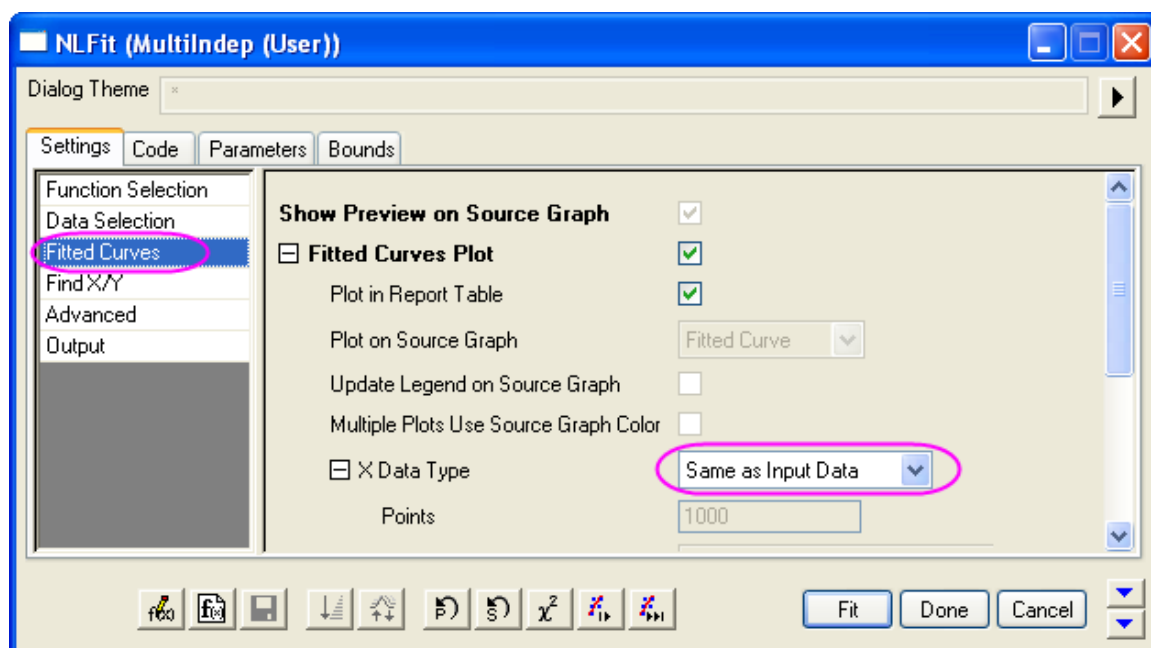 NLFit (MultiIndep (User))
Dialog Theme *
Settings Code Parameters Bounds
Function Selection
Data Selection
Fitted Curves
Find X/Y
Advanced
Output
Show Preview on Source Graph
Fitted Curves Plot
Plot in Report Table
Plot on Source Graph Fitted Curve
Update Legend on Source Graph
Multiple Plots Use Source Graph Color
X Data Type Same as Input Data
Points 1000
P S χ² Fit Done Cancel